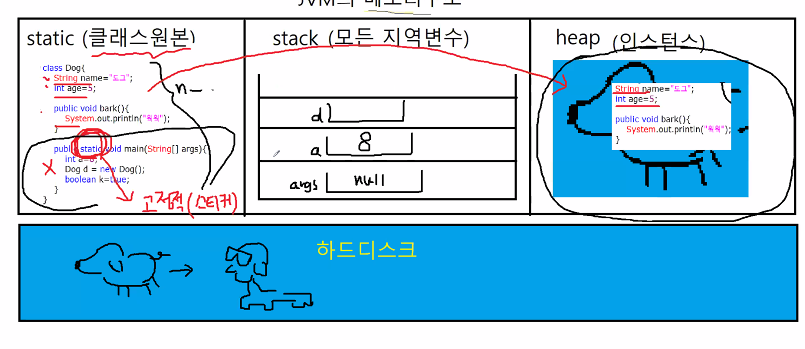 JVM의 메모리구조
static (클래스원본)
class Dog{
String name="도그";
int age=5;
public void bark(){
System.out.println("월월");
}
public static void main(String[] args){
int a=8;
Dog d = new Dog();
boolean k=true;
}
}
n
X
고정적(스티커)
stack (모든 지역변수)
d
a 8
args null
heap (인스턴스)
String name="도그";
int age=5;
public void bark(){
System.out.println("월월");
}
하드디스크